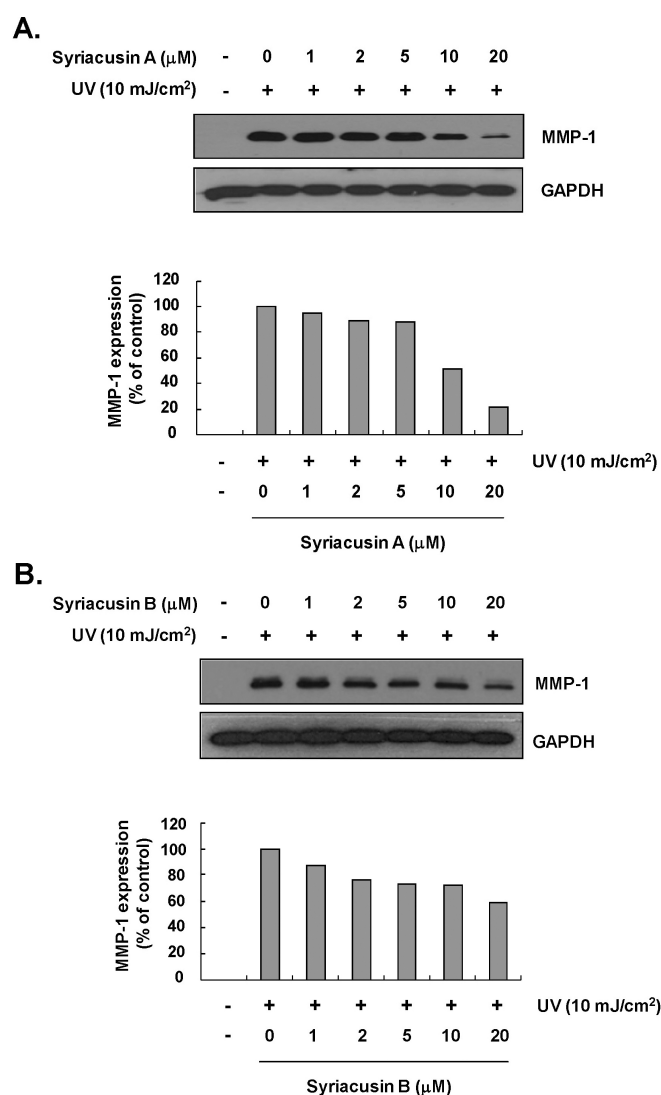 A.
Syriacusin A (μM) - 0 1 2 5 10 20
UV (10 mJ/cm²) - + + + + + +
MMP-1
GAPDH
MMP-1 expression
(% of control)
120
100
80
60
40
20
0
- + + + + + + UV (10 mJ/cm²)
- 0 1 2 5 10 20
Syriacusin A (μM)
B.
Syriacusin B (μM) - 0 1 2 5 10 20
UV (10 mJ/cm²) - + + + + + +
MMP-1
GAPDH
MMP-1 expression
(% of control)
120
100
80
60
40
20
0
- + + + + + + UV (10 mJ/cm²)
- 0 1 2 5 10 20
Syriacusin B (μM)